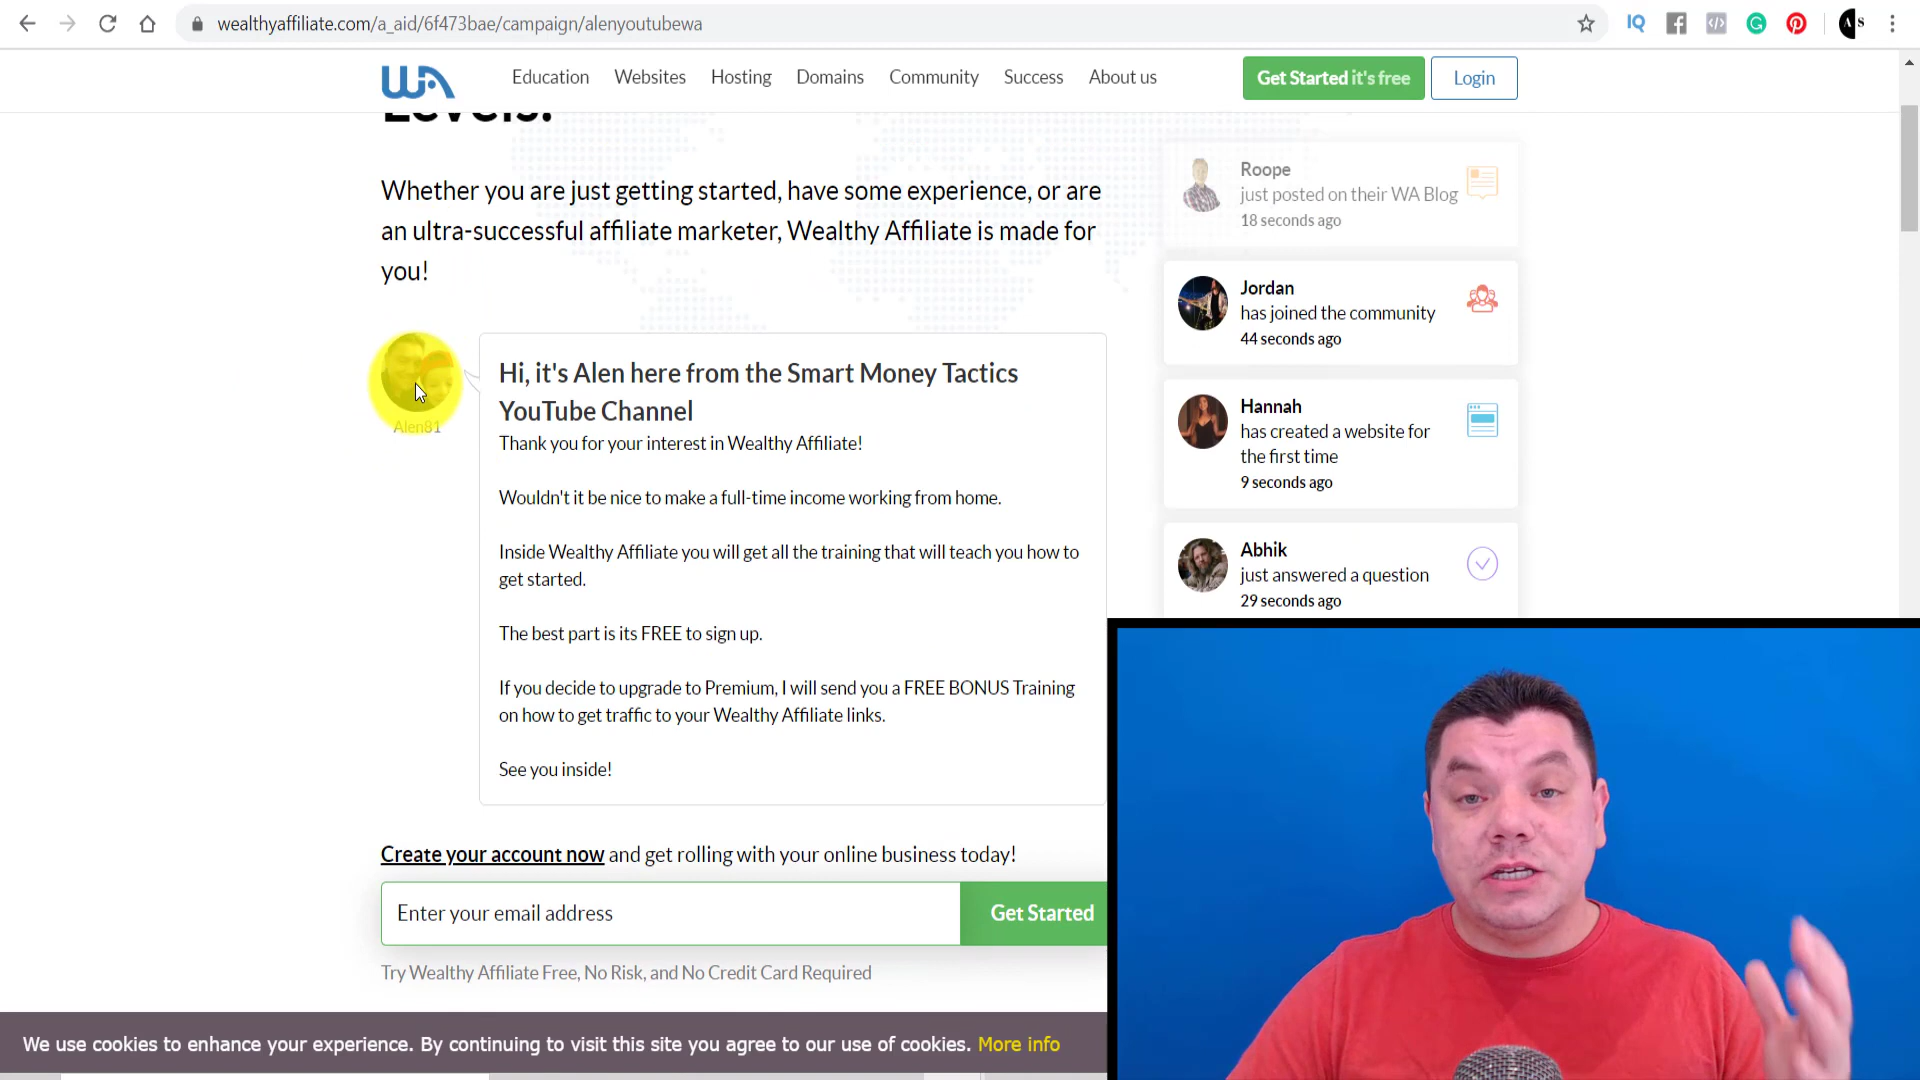 wealthyaffiliate.com/a_aid/6f473bae/campaign/alenyoutubewa
IQ
A S
WA
Education Websites Hosting Domains Community Success About us
Get Started it's free
Login
Levels.
Whether you are just getting started, have some experience, or are
an ultra-successful affiliate marketer, Wealthy Affiliate is made for
you!
Alen81
Hi, it's Alen here from the Smart Money Tactics
YouTube Channel
Thank you for your interest in Wealthy Affiliate!
Wouldn't it be nice to make a full-time income working from home.
Inside Wealthy Affiliate you will get all the training that will teach you how to
get started.
The best part is its FREE to sign up.
If you decide to upgrade to Premium, I will send you a FREE BONUS Training
on how to get traffic to your Wealthy Affiliate links.
See you inside!
Create your account now and get rolling with your online business today!
Enter your email address
Get Started
Try Wealthy Affiliate Free, No Risk, and No Credit Card Required
Roope
just posted on their WA Blog
18 seconds ago
Jordan
has joined the community
44 seconds ago
Hannah
has created a website for
the first time
9 seconds ago
Abhik
just answered a question
29 seconds ago
We use cookies to enhance your experience. By continuing to visit this site you agree to our use of cookies. More info